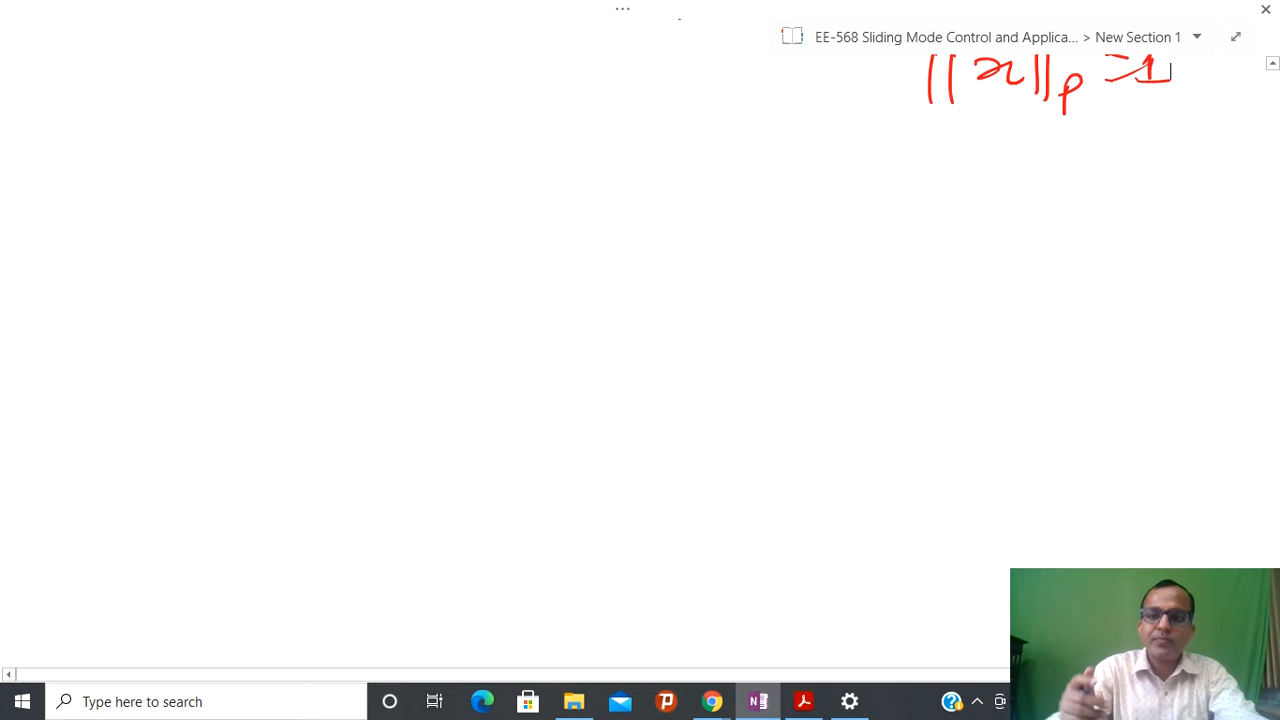 EE-568 Sliding Mode Control and Applica... > New Section 1
||x||p = 1
Type here to search